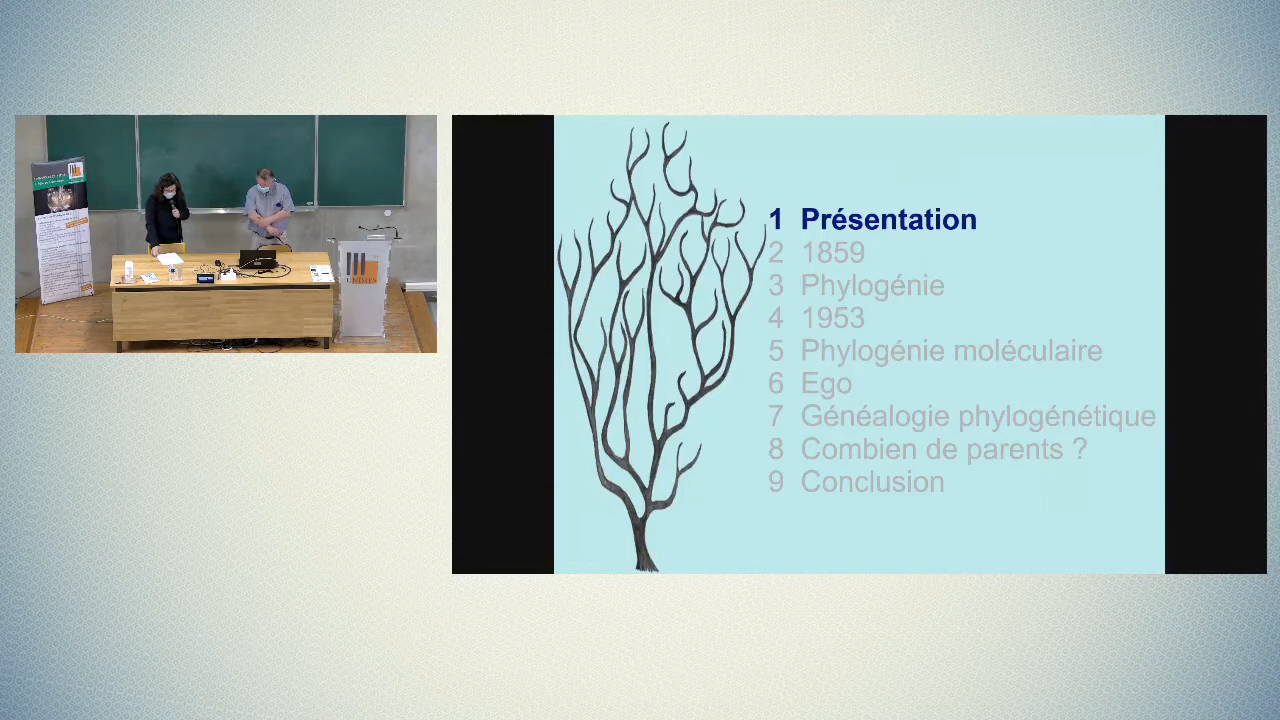 1 Présentation
2 1859
3 Phylogénie
4 1953
5 Phylogénie moléculaire
6 Ego
7 Généalogie phylogénétique
8 Combien de parents ?
9 Conclusion